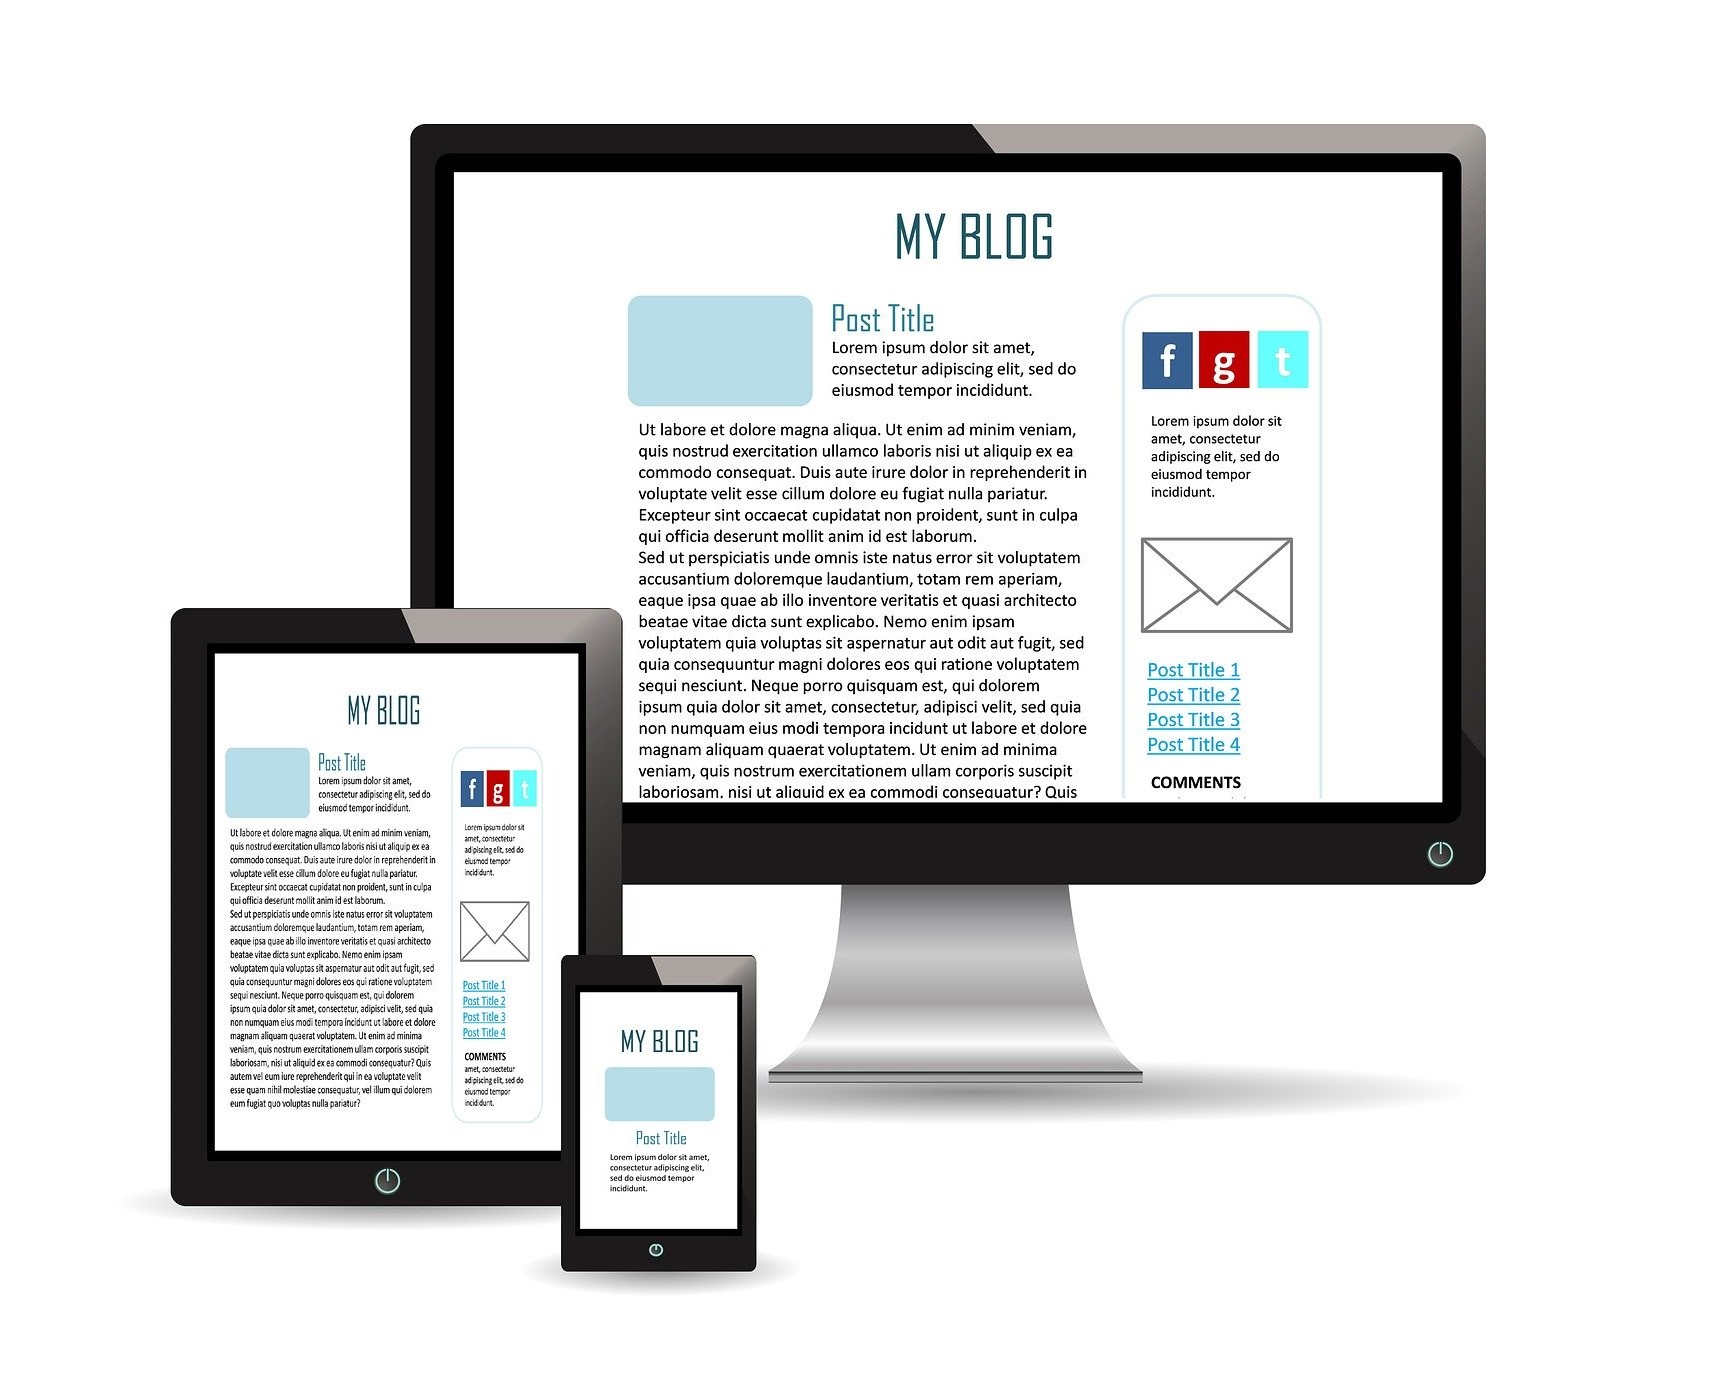 MY BLOG
Post Title
Lorem ipsum dolor sit amet,
consectetur adipiscing elit, sed do
eiusmod tempor incididunt.
Ut labore et dolore magna aliqua. Ut enim ad minim veniam,
quis nostrud exercitation ullamco laboris nisi ut aliquip ex ea
commodo consequat. Duis aute irure dolor in reprehenderit in
voluptate velit esse cillum dolore eu fugiat nulla pariatur.
Excepteur sint occaecat cupidatat non proident, sunt in culpa
qui officia deserunt mollit anim id est laborum.
Sed ut perspiciatis unde omnis iste natus error sit voluptatem
accusantium doloremque laudantium, totam rem aperiam,
eaque ipsa quae ab illo inventore veritatis et quasi architecto
beatae vitae dicta sunt explicabo. Nemo enim ipsam
voluptatem quia voluptas sit aspernatur aut odit aut fugit, sed
quia consequuntur magni dolores eos qui ratione voluptatem
sequi nesciunt. Neque porro quisquam est, qui dolorem
ipsum quia dolor sit amet, consectetur, adipisci velit, sed quia
non numquam eius modi tempora incidunt ut labore et dolore
magnam aliquam quaerat voluptatem. Ut enim ad minima
veniam, quis nostrum exercitationem ullam corporis suscipit
laboriosam, nisi ut aliquid ex ea commodi consequatur? Quis
f g t
Lorem ipsum dolor sit
amet, consectetur
adipiscing elit, sed do
eiusmod tempor
incididunt.
Post Title 1
Post Title 2
Post Title 3
Post Title 4
COMMENTS
MY BLOG
Post Title
Lorem ipsum dolor sit amet,
consectetur adipiscing elit, sed do
eiusmod tempor incididunt.
Ut labore et dolore magna aliqua. Ut enim ad minim veniam,
quis nostrud exercitation ullamco laboris nisi ut aliquip ex ea
commodo consequat. Duis aute irure dolor in reprehenderit in
voluptate velit esse cillum dolore eu fugiat nulla pariatur.
Excepteur sint occaecat cupidatat non proident, sunt in culpa
qui officia deserunt mollit anim id est laborum.
Sed ut perspiciatis unde omnis iste natus error sit voluptatem
accusantium doloremque laudantium, totam rem aperiam,
eaque ipsa quae ab illo inventore veritatis et quasi architecto
beatae vitae dicta sunt explicabo. Nemo enim ipsam
voluptatem quia voluptas sit aspernatur aut odit aut fugit, sed
quia consequuntur magni dolores eos qui ratione voluptatem
sequi nesciunt. Neque porro quisquam est, qui dolorem
ipsum quia dolor sit amet, consectetur, adipisci velit, sed quia
non numquam eius modi tempora incidunt ut labore et dolore
magnam aliquam quaerat voluptatem. Ut enim ad minima
veniam, quis nostrum exercitationem ullam corporis suscipit
laboriosam, nisi ut aliquid ex ea commodi consequatur? Quis
autem vel eum iure reprehenderit qui in ea voluptate velit
esse quam nihil molestiae consequatur, vel illum qui dolorem
eum fugiat quo voluptas nulla pariatur?
f g t
Lorem ipsum dolor sit
amet, consectetur
adipiscing elit, sed do
eiusmod tempor
incididunt.
Post Title 1
Post Title 2
Post Title 3
Post Title 4
COMMENTS
amet, consectetur
adipiscing elit, sed do
eiusmod tempor
incididunt.
MY BLOG
Post Title
Lorem ipsum dolor sit amet,
consectetur adipiscing elit,
sed do eiusmod tempor
incididunt.